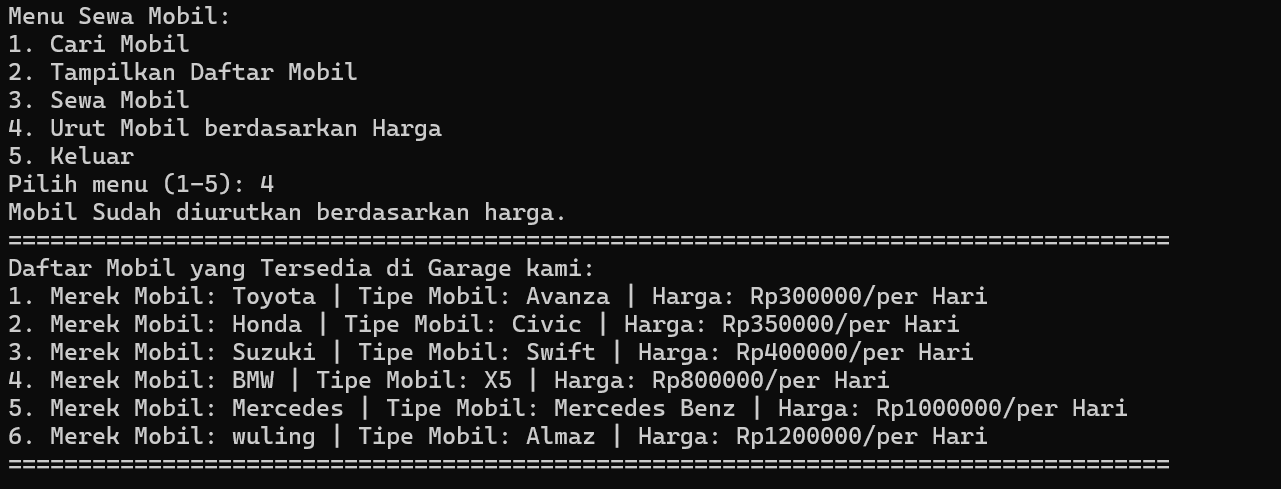 Menu Sewa Mobil:
1. Cari Mobil
2. Tampilkan Daftar Mobil
3. Sewa Mobil
4. Urut Mobil berdasarkan Harga
5. Keluar
Pilih menu (1-5): 4
Mobil Sudah diurutkan berdasarkan harga.
===================================================================================
Daftar Mobil yang Tersedia di Garage kami:
1. Merek Mobil: Toyota | Tipe Mobil: Avanza | Harga: Rp300000/per Hari
2. Merek Mobil: Honda | Tipe Mobil: Civic | Harga: Rp350000/per Hari
3. Merek Mobil: Suzuki | Tipe Mobil: Swift | Harga: Rp400000/per Hari
4. Merek Mobil: BMW | Tipe Mobil: X5 | Harga: Rp800000/per Hari
5. Merek Mobil: Mercedes | Tipe Mobil: Mercedes Benz | Harga: Rp1000000/per Hari
6. Merek Mobil: wuling | Tipe Mobil: Almaz | Harga: Rp1200000/per Hari
===================================================================================